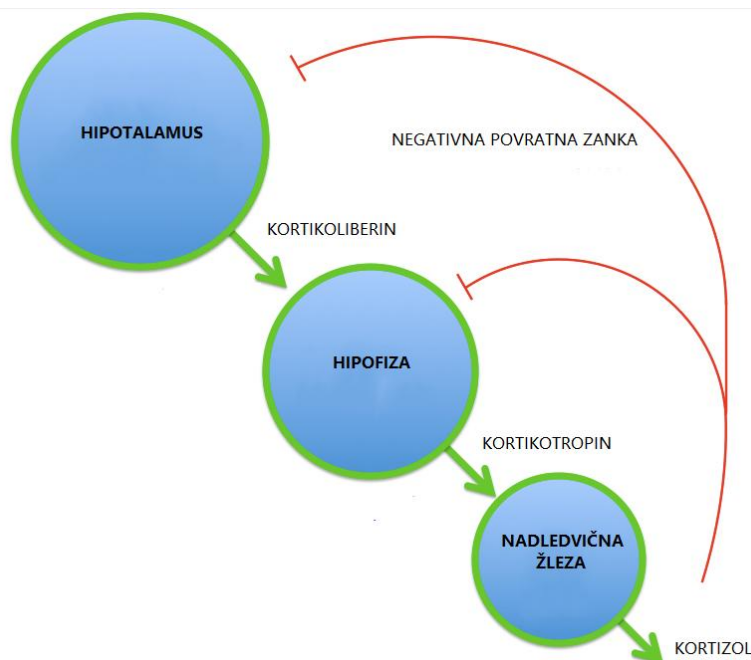 HIPOTALAMUS
NEGATIVNA POVRATNA ZANKA
KORTIKOLIBERIN
HIPOFIZA
KORTIKOTROPIN
NADLEDVIČNA
ŽLEZA
KORTIZOL